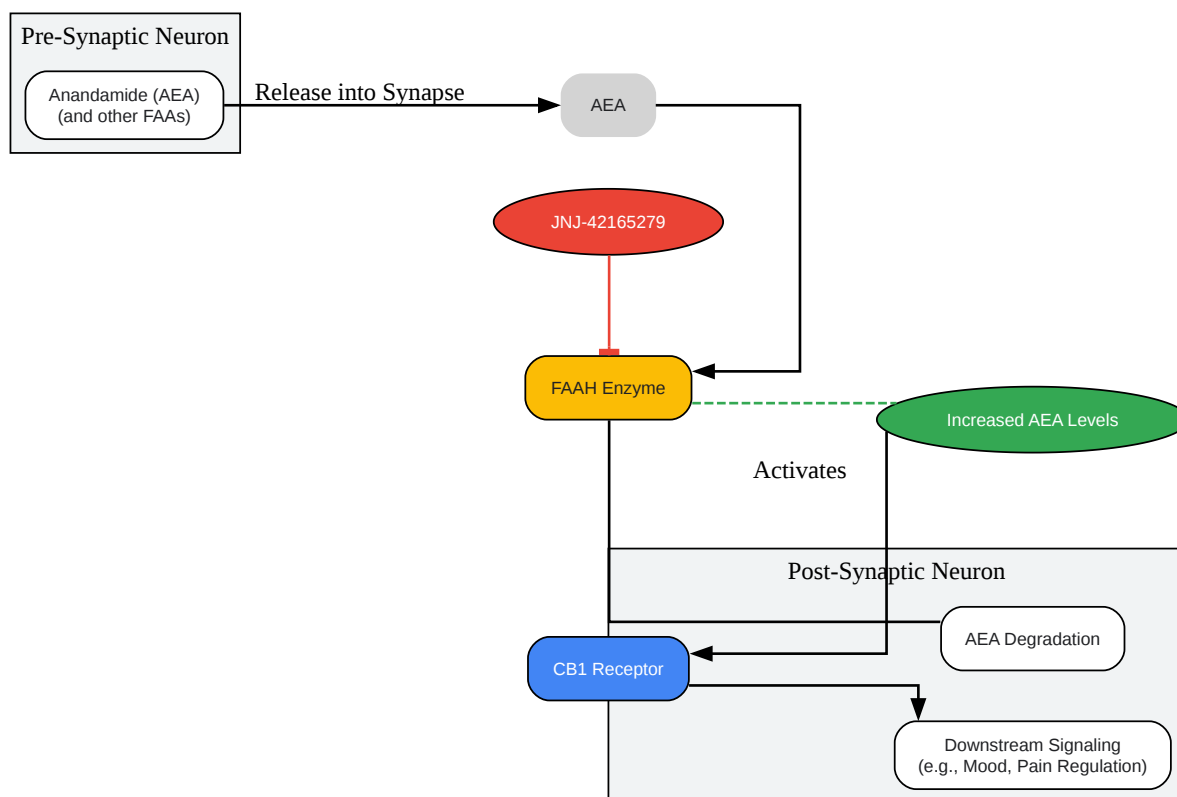 Pre-Synaptic Neuron
Anandamide (AEA)
(and other FAAs)
Release into Synapse
AEA
JNJ-42165279
FAAH Enzyme
Increased AEA Levels
Activates
Post-Synaptic Neuron
AEA Degradation
CB1 Receptor
Downstream Signaling
(e.g., Mood, Pain Regulation)